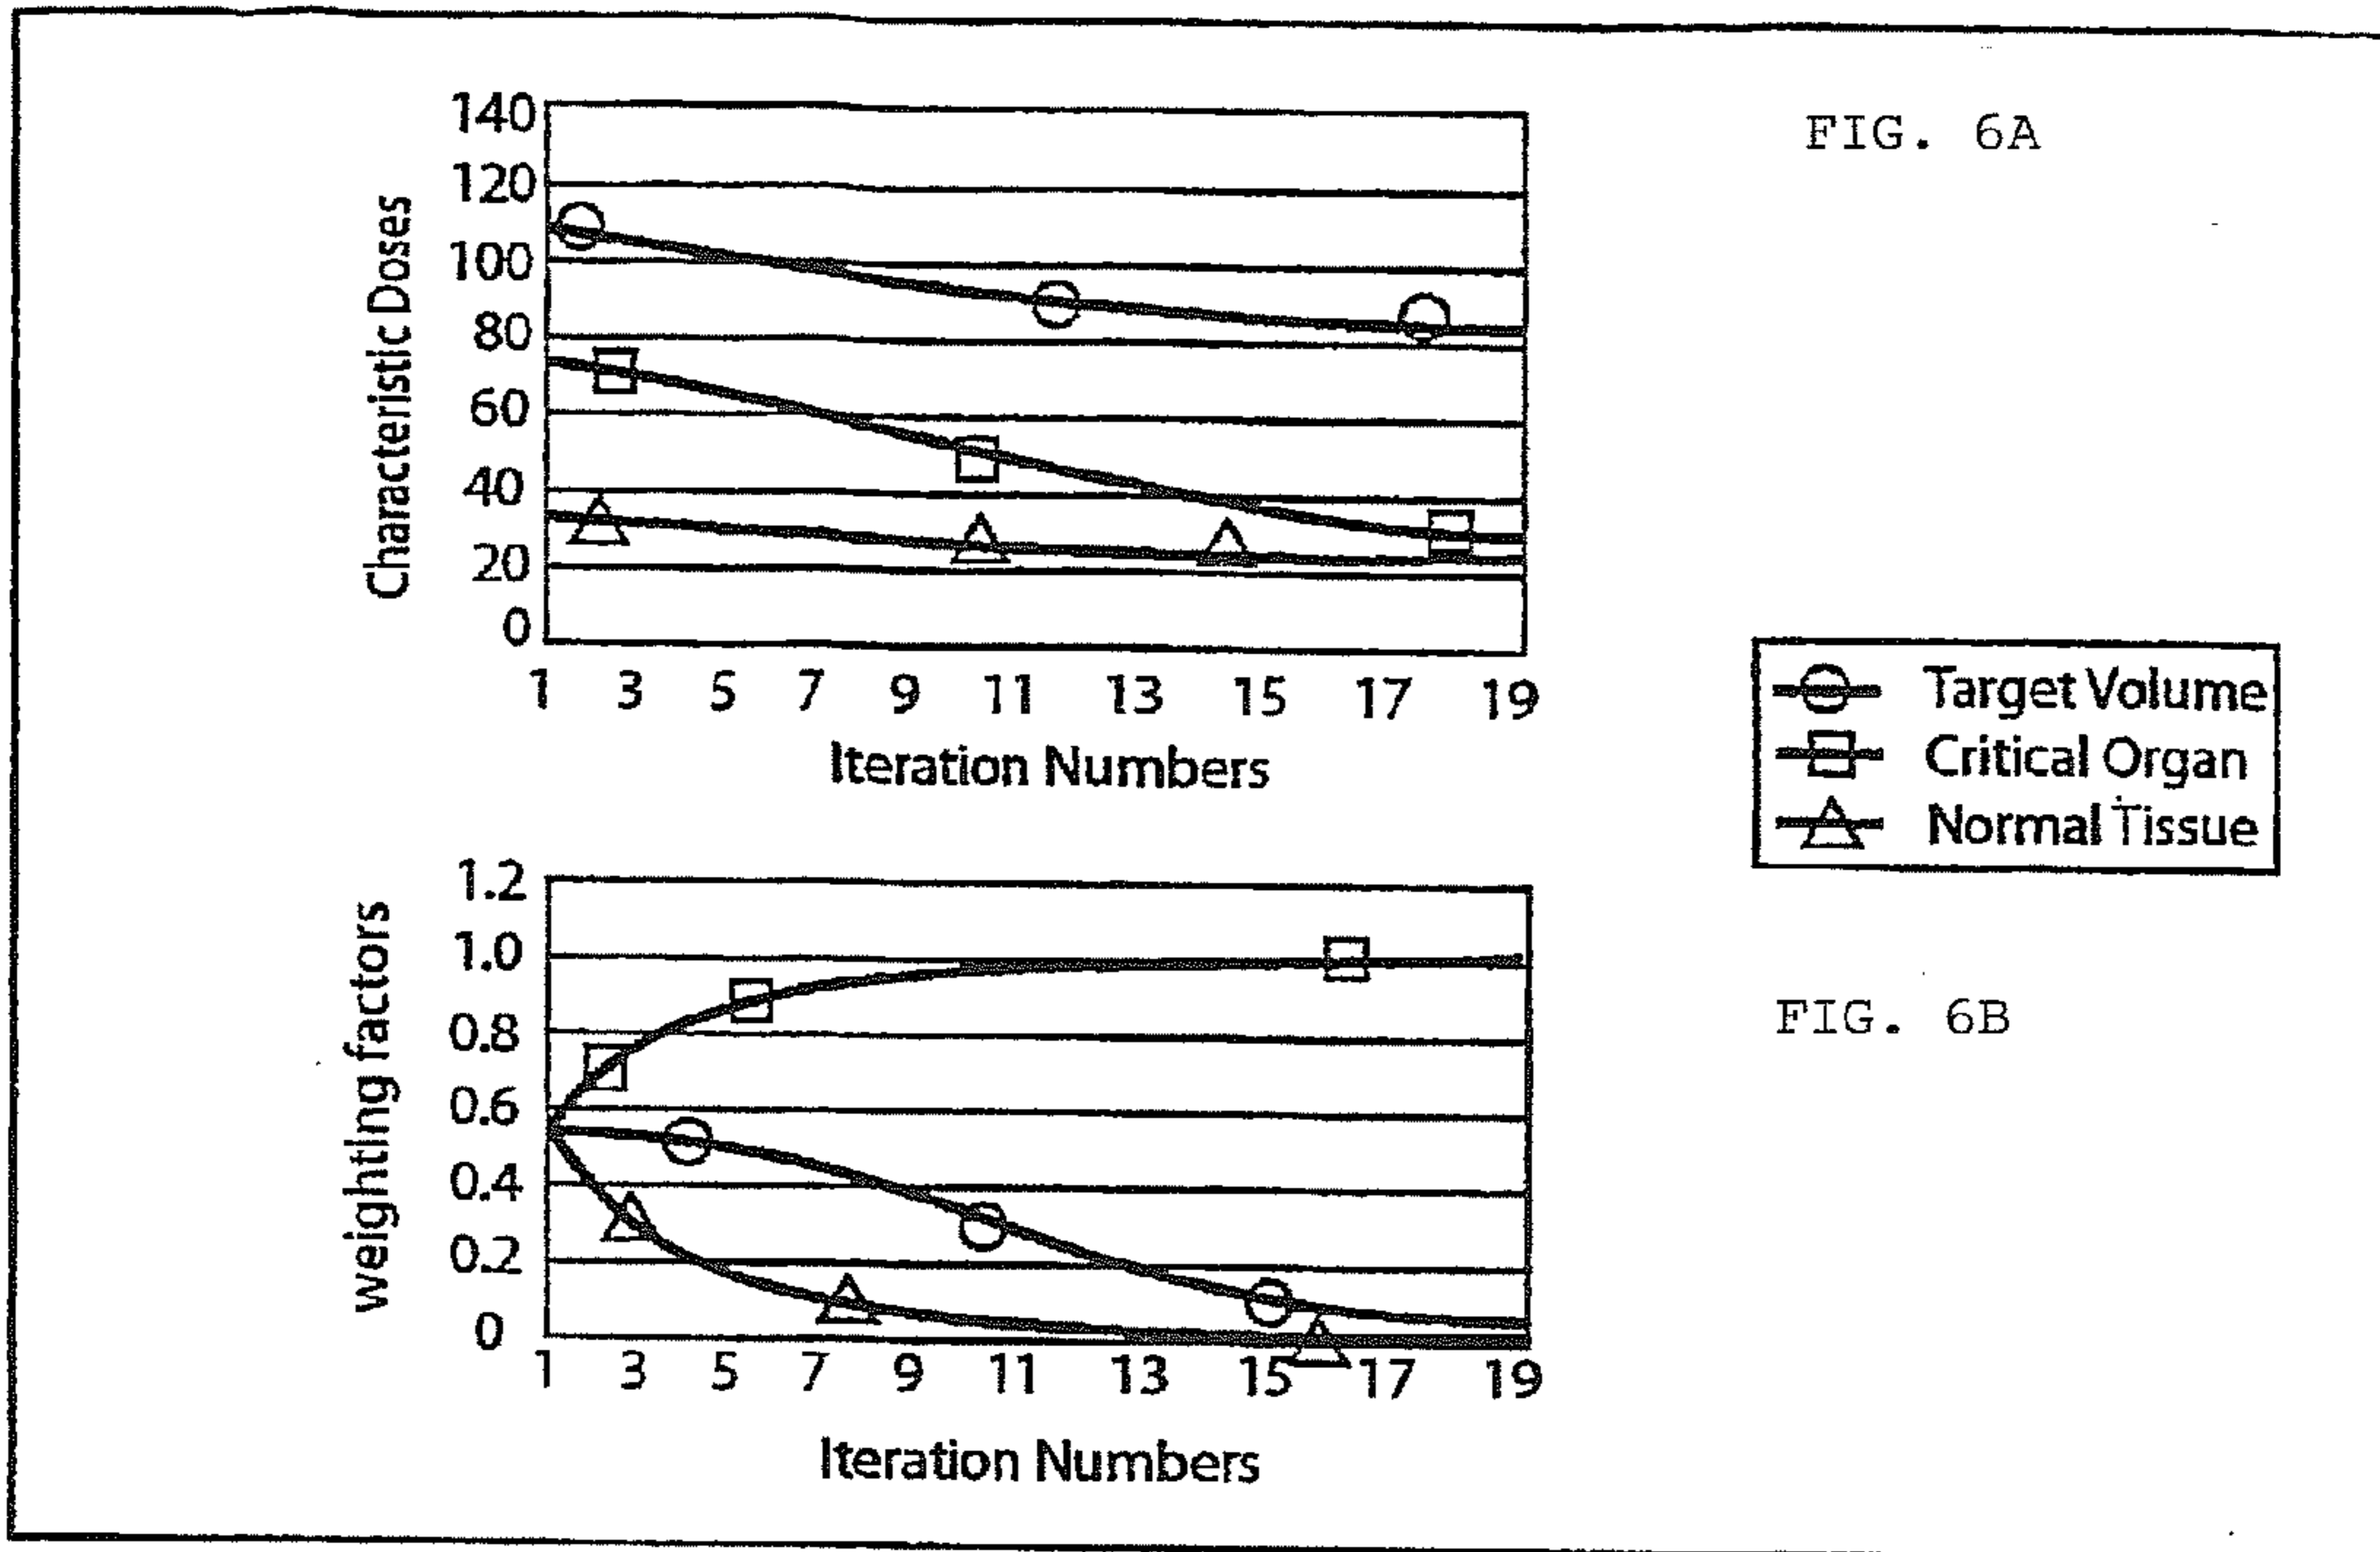 FIG. 6A
Characteristic Doses
140
120
100
80
60
40
20
0
1 3 5 7 9 11 13 15 17 19
Iteration Numbers
Target Volume
Critical Organ
Normal Tissue
FIG. 6B
weighting factors
1.2
1.0
0.8
0.6
0.4
0.2
0
1 3 5 7 9 11 13 15 17 19
Iteration Numbers